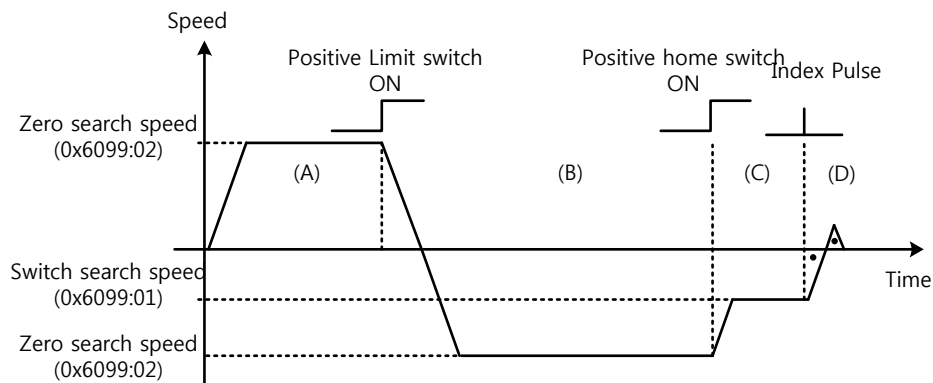 Speed
Positive Limit switch
ON
Positive home switch
ON
Index Pulse
Zero search speed
(0x6099:02)
(A)
(B)
(C)
(D)
Switch search speed
(0x6099:01)
Time
Zero search speed
(0x6099:02)